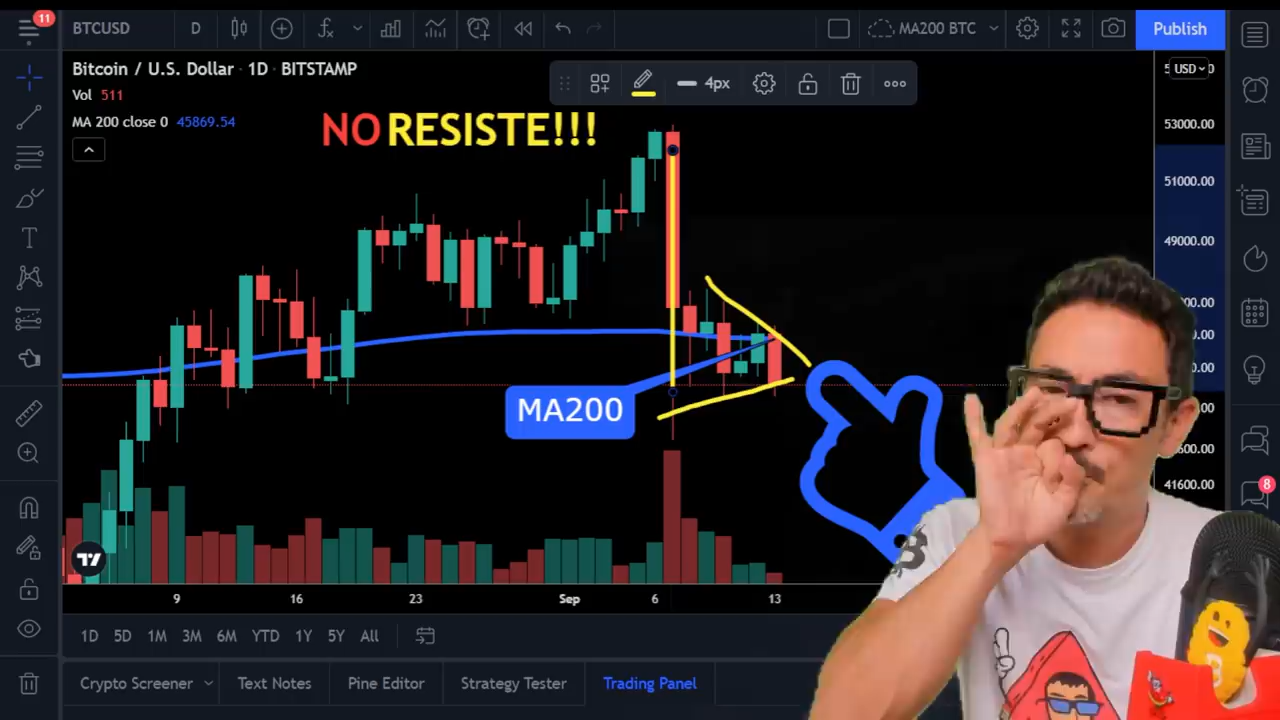 11
BTCUSD
D
MA200 BTC
Publish
Bitcoin / U.S. Dollar · 1D · BITSTAMP
Vol 511
MA 200 close 0 45869.54
4px
USD
NO RESISTE!!!
53000.00
51000.00
49000.00
MA200
41600.00
8
9
16
23
Sep
6
13
1D
5D
1M
3M
6M
YTD
1Y
5Y
All
Crypto Screener
Text Notes
Pine Editor
Strategy Tester
Trading Panel